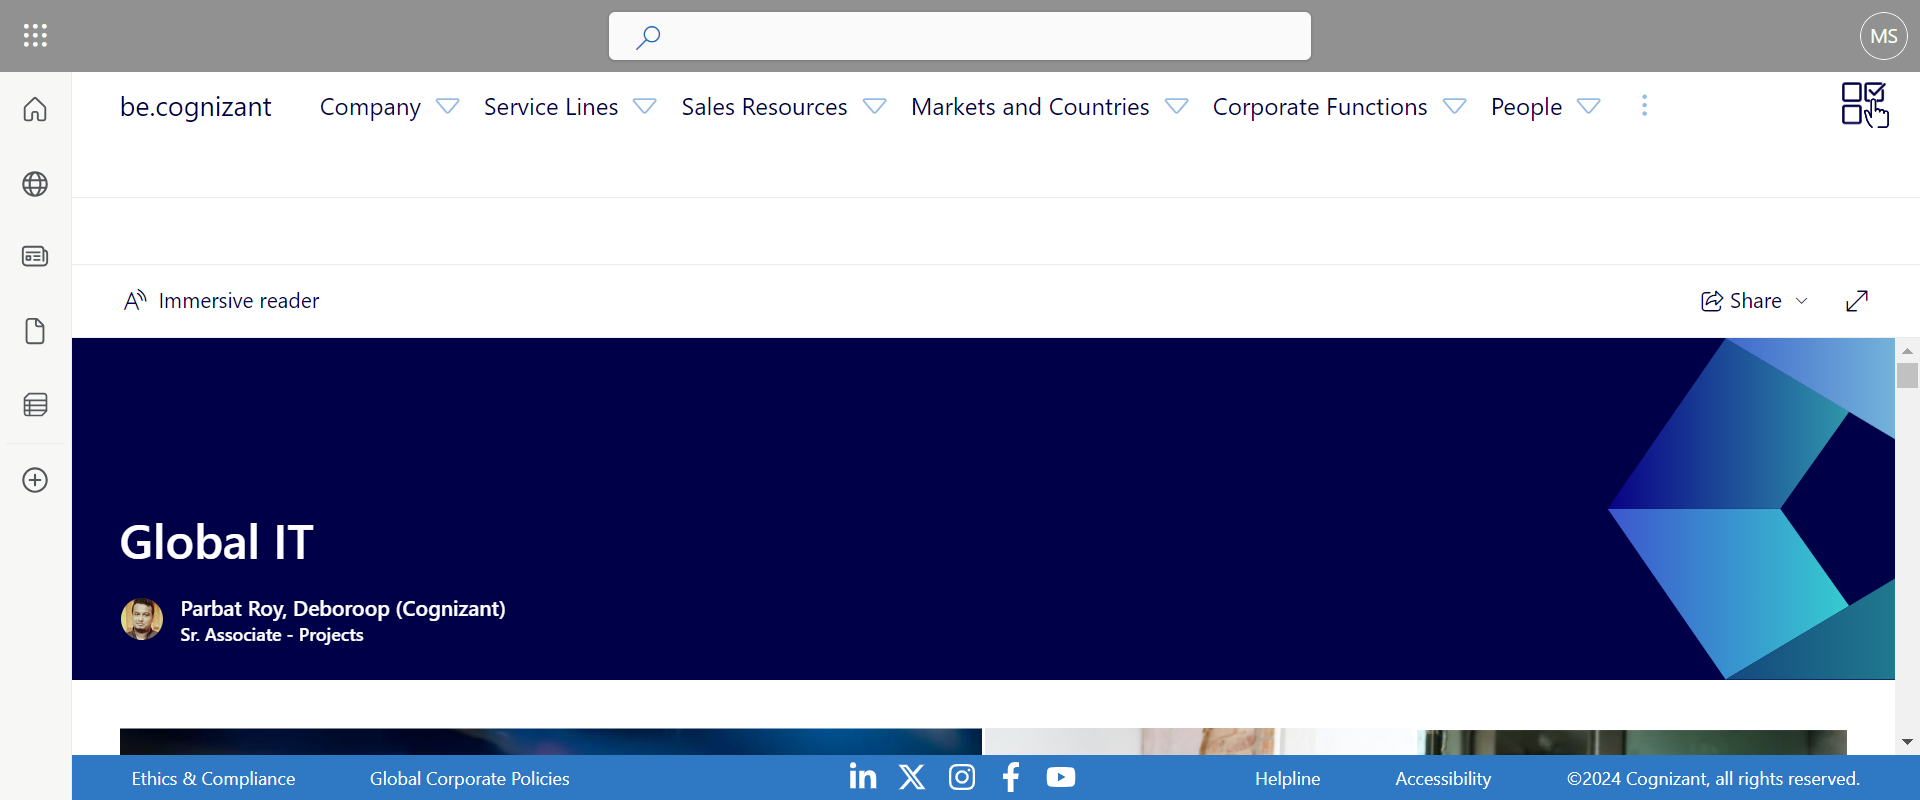 MS
be.cognizant
Company
Service Lines
Sales Resources
Markets and Countries
Corporate Functions
People
Immersive reader
Share
Global IT
Parbat Roy, Deboroop (Cognizant)
Sr. Associate - Projects
Ethics & Compliance
Global Corporate Policies
Helpline
Accessibility
©2024 Cognizant, all rights reserved.